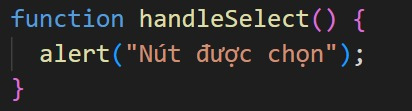 function handleSelect() {
  alert("Nút được chọn");
}